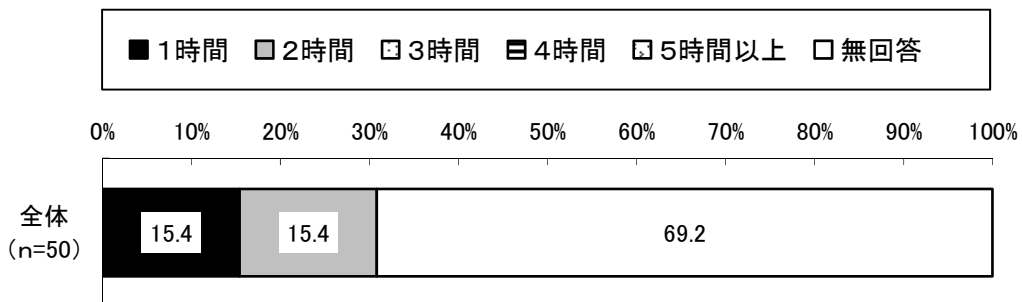 ■1時間 □2時間 □3時間 □4時間 □5時間以上 □無回答
0% 10% 20% 30% 40% 50% 60% 70% 80% 90% 100%
全体
(n=50)
15.4 15.4 69.2